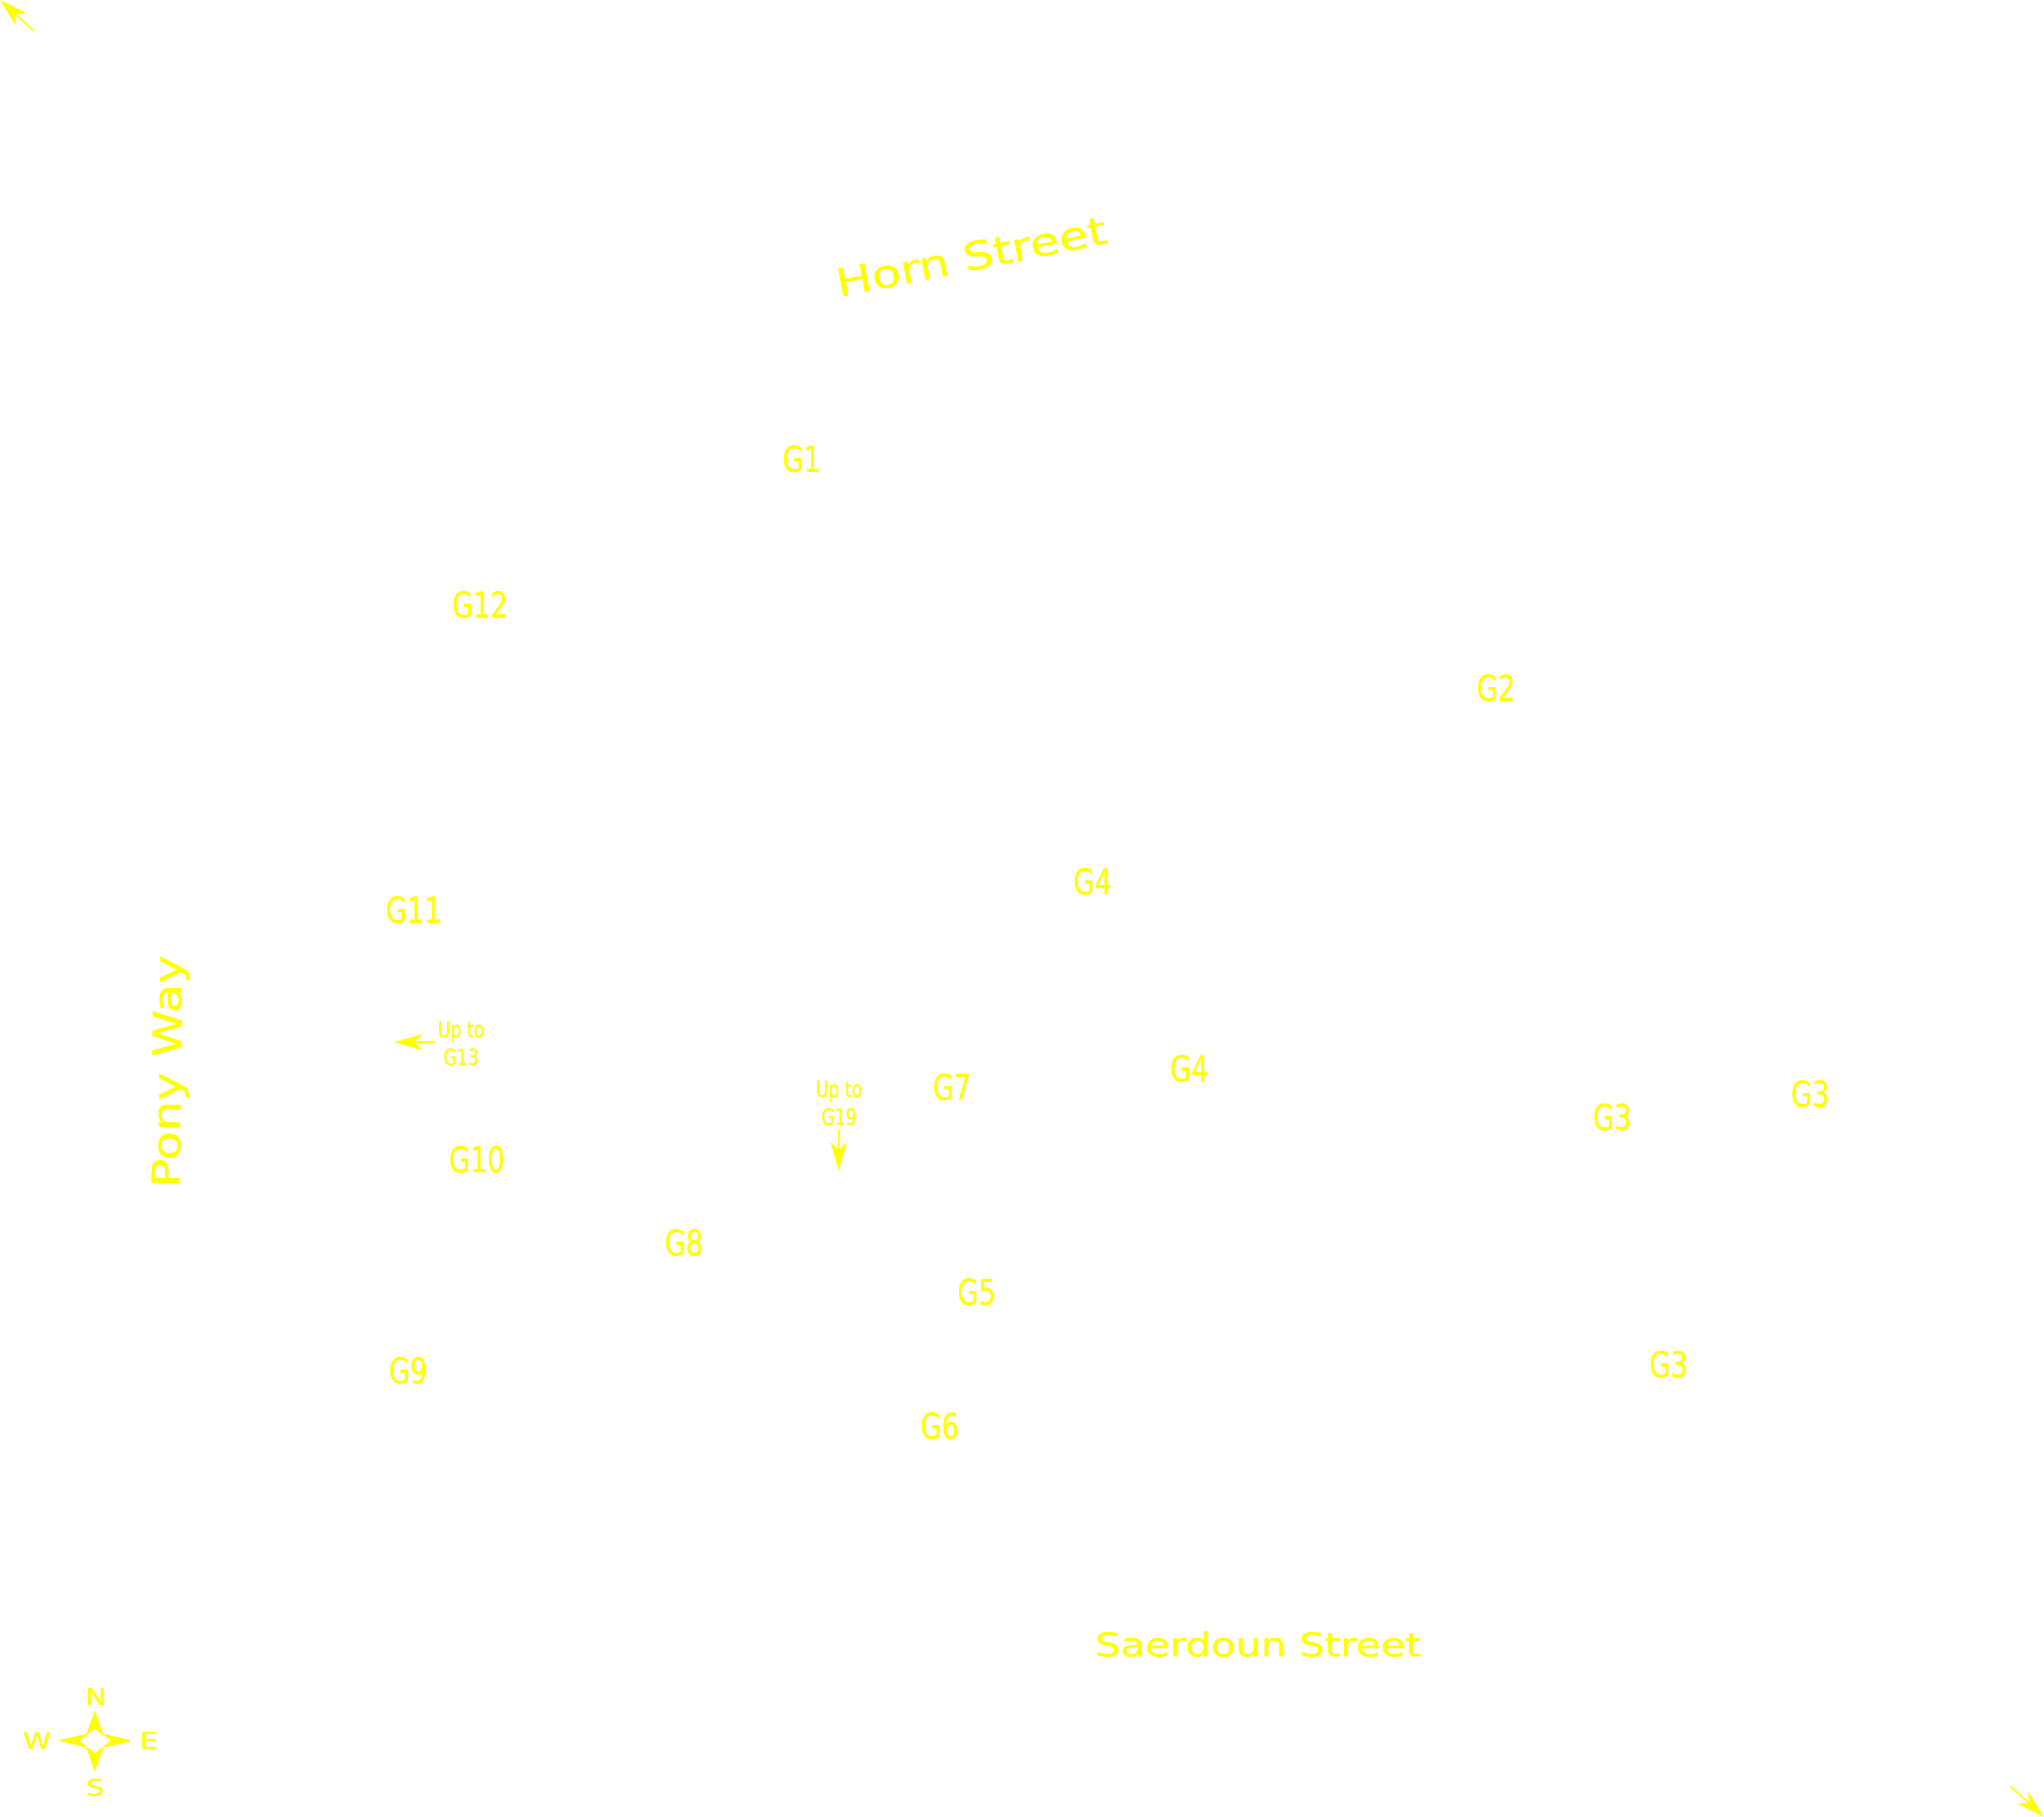 Horn Street
G1
G12
G2
G4
G11
Pony Way
Up to
G13
G4
G7
Up to
G19
G3
G3
G10
G8
G5
G3
G9
G6
Saerdoun Street
N
W
E
S